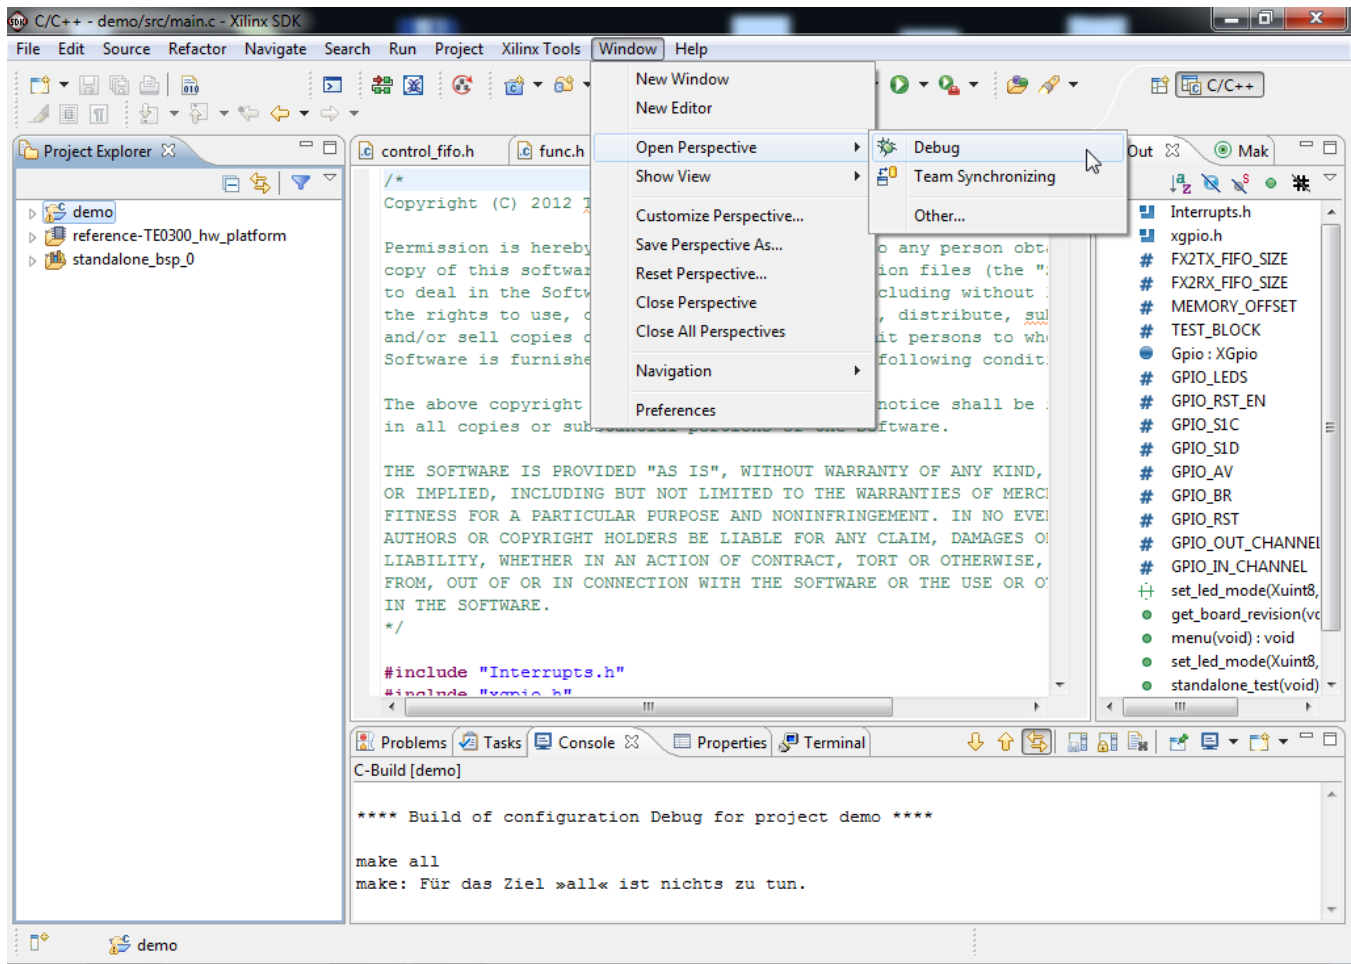 C/C++ - demo/src/main.c - Xilinx SDK
File Edit Source Refactor Navigate Search Run Project Xilinx Tools Window Help
C/C++
New Window
New Editor
Open Perspective
Show View
Customize Perspective...
Save Perspective As...
Reset Perspective...
Close Perspective
Close All Perspectives
Navigation
Preferences
Debug
Team Synchronizing
Other...
Project Explorer
demo
reference-TE0300_hw_platform
standalone_bsp_0
control_fifo.h func.h
/*
Copyright (C) 2012
Permission is hereby o any person obt
copy of this softwar ion files (the "
to deal in the Softw cluding without
the rights to use, distribute, su
and/or sell copies it persons to wh
Software is furnishe following condit
The above copyright notice shall be
in all copies or substantial portions of the Software.
THE SOFTWARE IS PROVIDED "AS IS", WITHOUT WARRANTY OF ANY KIND,
OR IMPLIED, INCLUDING BUT NOT LIMITED TO THE WARRANTIES OF MERC
FITNESS FOR A PARTICULAR PURPOSE AND NONINFRINGEMENT. IN NO EVE
AUTHORS OR COPYRIGHT HOLDERS BE LIABLE FOR ANY CLAIM, DAMAGES O
LIABILITY, WHETHER IN AN ACTION OF CONTRACT, TORT OR OTHERWISE,
FROM, OUT OF OR IN CONNECTION WITH THE SOFTWARE OR THE USE OR O
IN THE SOFTWARE.
*/
#include "Interrupts.h"
#include "xgpio.h"
Out Mak
Interrupts.h
xgpio.h
FX2TX_FIFO_SIZE
FX2RX_FIFO_SIZE
MEMORY_OFFSET
TEST_BLOCK
Gpio : XGpio
GPIO_LEDS
GPIO_RST_EN
GPIO_S1C
GPIO_S1D
GPIO_AV
GPIO_BR
GPIO_RST
GPIO_OUT_CHANNEL
GPIO_IN_CHANNEL
set_led_mode(Xuint8,
get_board_revision(vo
menu(void) : void
set_led_mode(Xuint8,
standalone_test(void)
Problems Tasks Console Properties Terminal
C-Build [demo]
**** Build of configuration Debug for project demo ****
make all
make: Für das Ziel »all« ist nichts zu tun.
demo